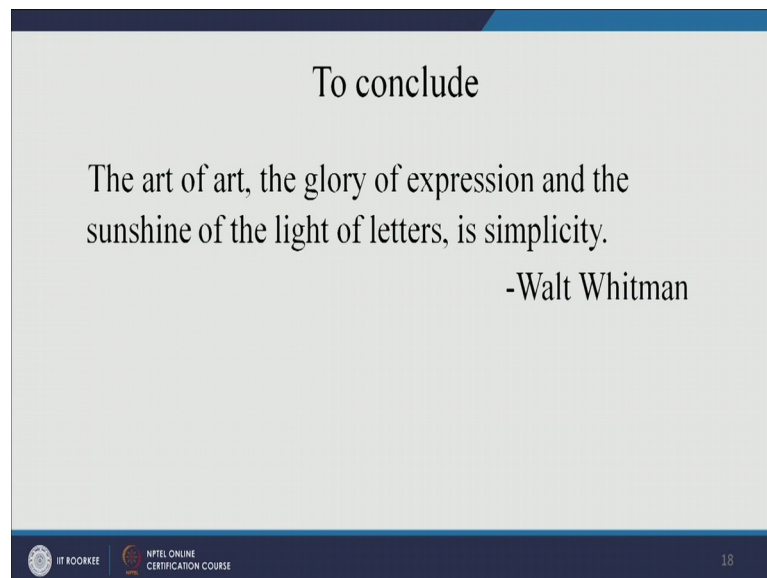 To conclude
The art of art, the glory of expression and the
sunshine of the light of letters, is simplicity.
-Walt Whitman
IIT ROORKEE
NPTEL ONLINE
CERTIFICATION COURSE
NPTEL
18